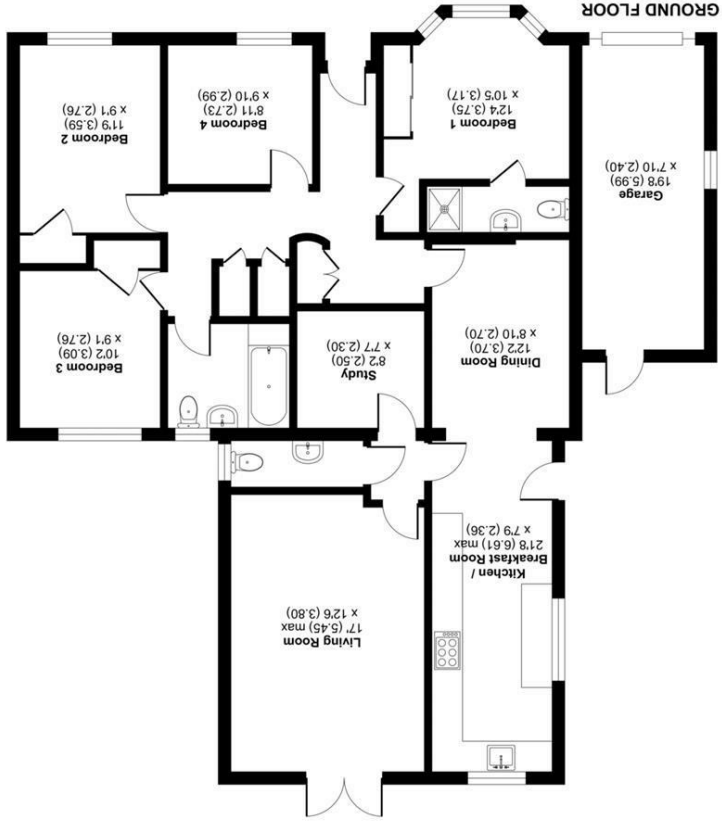 Living Room
17' (5.45) max
x 12'6 (3.80)
Kitchen /
Breakfast Room
21'8 (6.61) max
x 7'9 (2.36)
Bedroom 3
10'2 (3.09)
x 9'1 (2.76)
Study
8'2 (2.50)
x 7'7 (2.30)
Dining Room
12'2 (3.70)
x 8'10 (2.70)
Garage
19'8 (5.99)
x 7'10 (2.40)
Bedroom 2
11'9 (3.59)
x 9'1 (2.76)
Bedroom 4
8'11 (2.73)
x 9'10 (2.99)
Bedroom 1
12'4 (3.75)
x 10'5 (3.17)
GROUND FLOOR